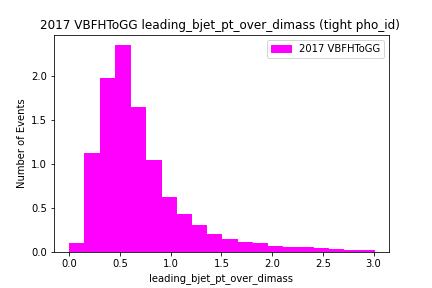 2017 VBFHToGG leading_bjet_pt_over_dimass (tight pho_id)
2017 VBFHToGG
Number of Events
2.0
1.5
1.0
0.5
0.0
0.0 0.5 1.0 1.5 2.0 2.5 3.0
leading_bjet_pt_over_dimass